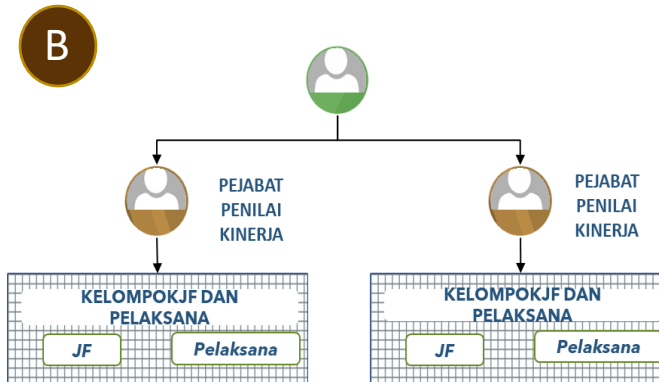 B
PEJABAT
PENILAI
KINERJA
PEJABAT
PENILAI
KINERJA
KELOMPOKJF DAN
PELAKSANA
JF
Pelaksana
KELOMPOKJF DAN
PELAKSANA
JF
Pelaksana